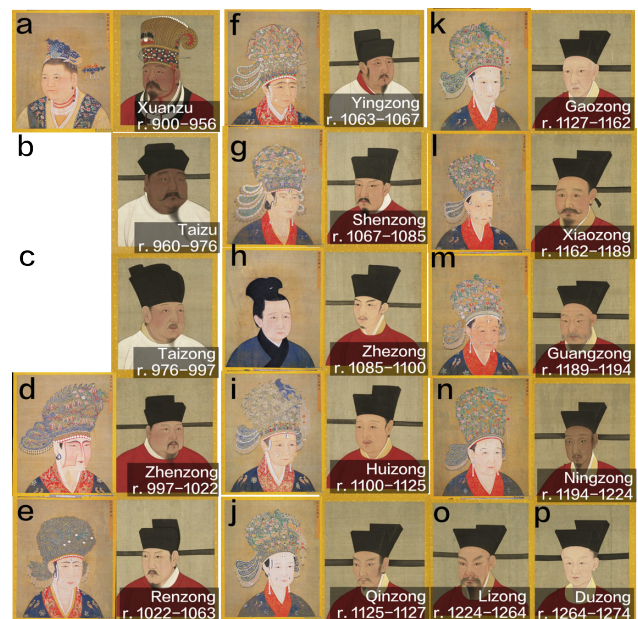 a
Xuanzu
r. 900–956
b
Taizu
r. 960–976
c
Taizong
r. 976–997
d
Zhenzong
r. 997–1022
e
Renzong
r. 1022–1063
f
Yingzong
r. 1063–1067
g
Shenzong
r. 1067–1085
h
Zhezong
r. 1085–1100
i
Huizong
r. 1100–1125
j
Qinzong
r. 1125–1127
k
Gaozong
r. 1127–1162
l
Xiaozong
r. 1162–1189
m
Guangzong
r. 1189–1194
n
Ningzong
r. 1194–1224
o
Lizong
r. 1224–1264
p
Duzong
r. 1264–1274